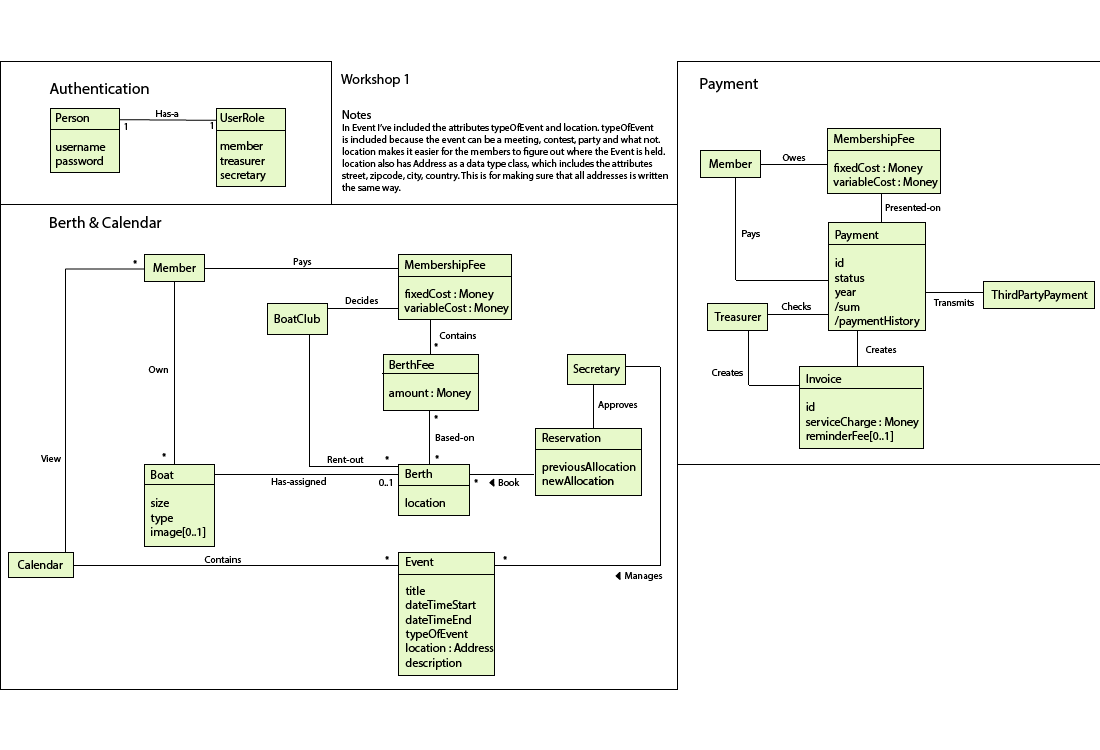 Authentication
Person
username
password
Has-a
1
1
UserRole
member
treasurer
secretary
Workshop 1
Notes
In Event I've included the attributes typeOfEvent and location. typeOfEvent
is included because the event can be a meeting, contest, party and what not.
location makes it easier for the members to figure out where the Event is held.
location also has Address as a data type class, which includes the attributes
street, zipcode, city, country. This is for making sure that all addresses is written
the same way.
Berth & Calendar
*
Member
Pays
MembershipFee
fixedCost : Money
variableCost : Money
Decides
BoatClub
Contains
*
BerthFee
amount : Money
Secretary
Own
Approves
*
Based-on
Reservation
previousAllocation
newAllocation
View
*
Rent-out
*
*
Boat
size
type
image[0..1]
Has-assigned
0..1
Berth
location
*
◀ Book
Calendar
Contains
*
Event
title
dateTimeStart
dateTimeEnd
typeOfEvent
location : Address
description
*
◀ Manages
Payment
Member
Owes
MembershipFee
fixedCost : Money
variableCost : Money
Presented-on
Pays
Payment
id
status
year
/sum
/paymentHistory
Transmits
ThirdPartyPayment
Treasurer
Checks
Creates
Creates
Invoice
id
serviceCharge : Money
reminderFee[0..1]